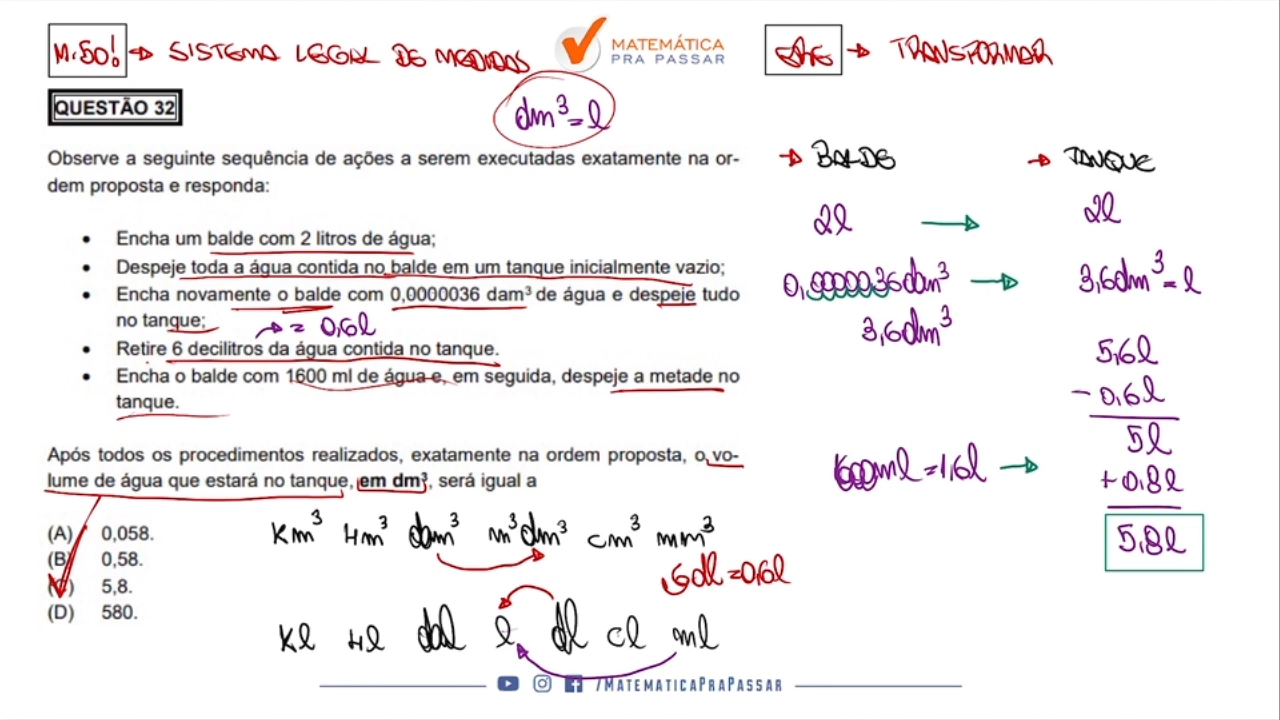 M.50! → SISTEMA LEGAL DE MEDIDAS
MATEMÁTICA
PRA PASSAR
→ TRANSFORMAR
QUESTÃO 32
dm³ = l
Observe a seguinte sequência de ações a serem executadas exatamente na or-
dem proposta e responda:
• Encha um balde com 2 litros de água;
• Despeje toda a água contida no balde em um tanque inicialmente vazio;
• Encha novamente o balde com 0,0000036 dam³ de água e despeje tudo
no tanque;
→ = 0,6l
• Retire 6 decilitros da água contida no tanque.
• Encha o balde com 1600 ml de água e, em seguida, despeje a metade no
tanque.
Após todos os procedimentos realizados, exatamente na ordem proposta, o vo-
lume de água que estará no tanque, em dm³, será igual a
(A) 0,058.
(B) 0,58.
(C) 5,8.
(D) 580.
Km³ Hm³ dam³ m³ dm³ cm³ mm³
6dl = 0,6l
Kl Hl dal l dl cl ml
→ BALDE → TANQUE
2l → 2l
0,0000036dam³ → 3,6dm³ = l
3,6dm³
5,6l
- 0,6l
5l
1600ml = 1,6l →
+ 0,8l
5,8l
/MATEMATICAPRAPASSAR